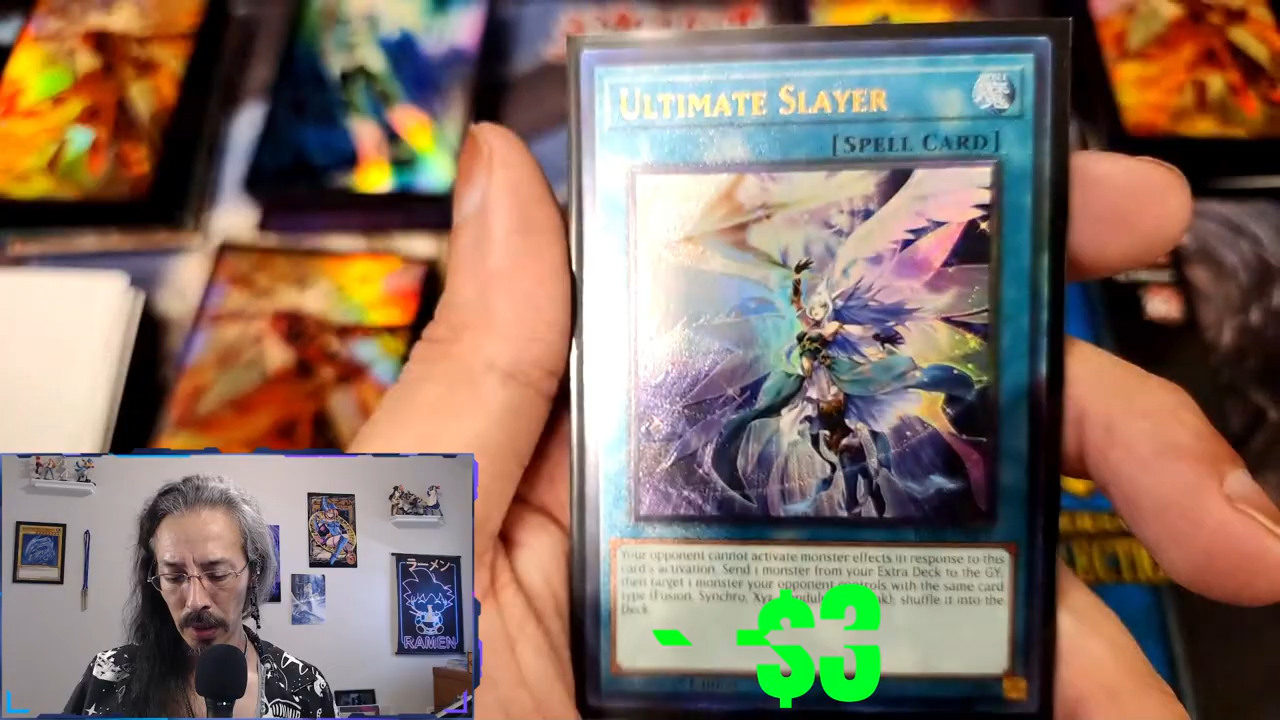 ULTIMATE SLAYER
[SPELL CARD]
Your opponent cannot activate monster effects in response to this
card's activation. Send 1 monster from your Extra Deck to the GY,
then target 1 monster your opponent controls with the same card
type (Fusion, Synchro, Xyz, Pendulum, Link); shuffle it into the
Deck.
$3
ラーメン
RAMEN